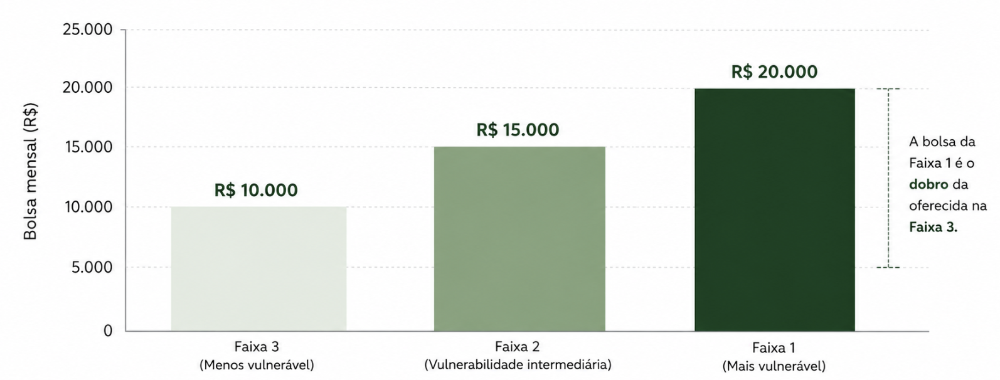 Bolsa mensal (R$)
25.000
20.000
15.000
10.000
5.000
0
R$ 10.000
R$ 15.000
R$ 20.000
Faixa 3
(Menos vulnerável)
Faixa 2
(Vulnerabilidade intermediária)
Faixa 1
(Mais vulnerável)
A bolsa da
Faixa 1 é o
dobro da
oferecida na
Faixa 3.